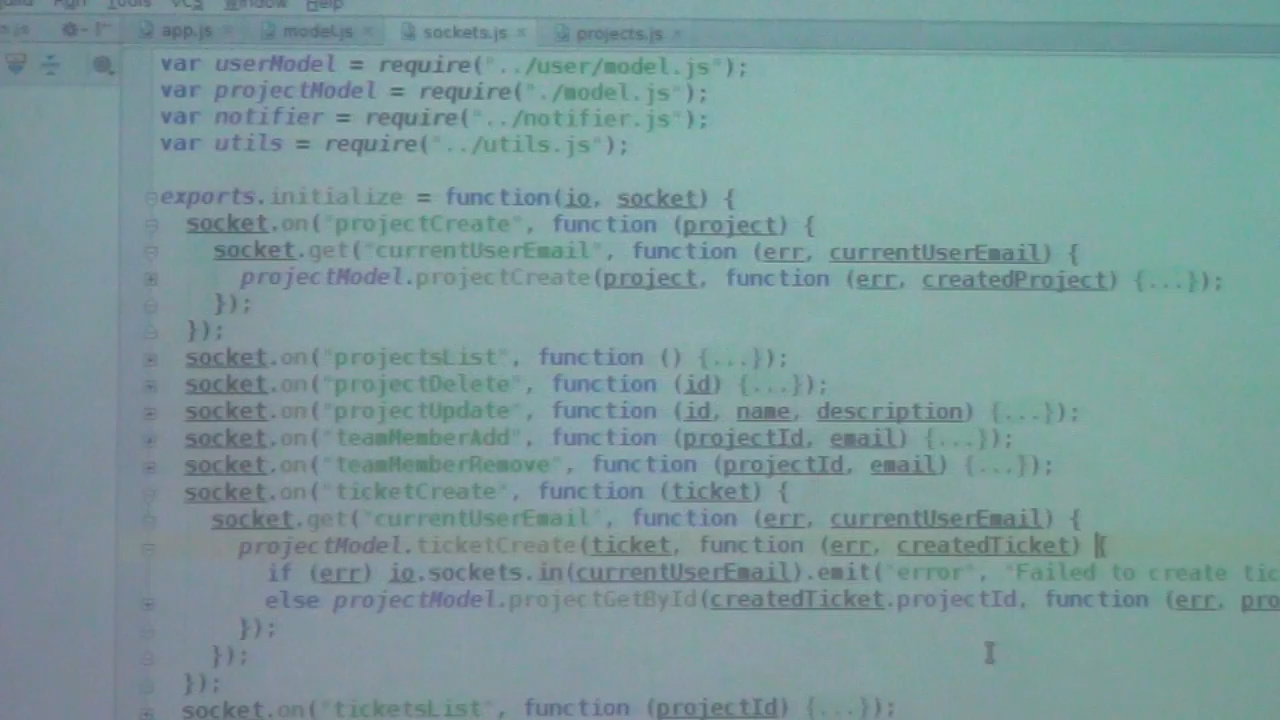 Run Tools VCS Window Help
app.js model.js sockets.js projects.js
var userModel = require("../user/model.js");
var projectModel = require("./model.js");
var notifier = require("../notifier.js");
var utils = require("../utils.js");
exports.initialize = function(io, socket) {
socket.on("projectCreate", function (project) {
socket.get("currentUserEmail", function (err, currentUserEmail) {
projectModel.projectCreate(project, function (err, createdProject) {...});
});
});
socket.on("projectsList", function () {...});
socket.on("projectDelete", function (id) {...});
socket.on("projectUpdate", function (id, name, description) {...});
socket.on("teamMemberAdd", function (projectId, email) {...});
socket.on("teamMemberRemove", function (projectId, email) {...});
socket.on("ticketCreate", function (ticket) {
socket.get("currentUserEmail", function (err, currentUserEmail) {
projectModel.ticketCreate(ticket, function (err, createdTicket) {
if (err) io.sockets.in(currentUserEmail).emit("error", "Failed to create tic
else projectModel.projectGetById(createdTicket.projectId, function (err, pro
});
});
});
socket.on("ticketsList", function (projectId) {...});